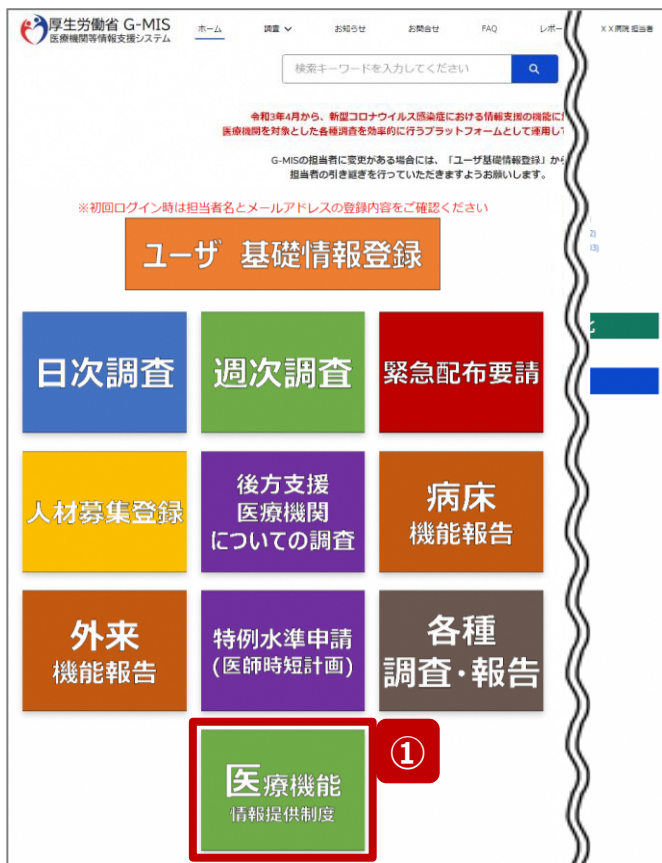 厚生労働省 G-MIS
医療機関等情報支援システム
ホーム 調査 お知らせ お問合せ FAQ レポー XX病院 担当者
検索キーワードを入力してください
令和3年4月から、新型コロナウイルス感染症における情報支援の機能に
医療機関を対象とした各種調査を効率的に行うプラットフォームとして運用し
G-MISの担当者に変更がある場合には、「ユーザ基礎情報登録」から
担当者の引き継ぎを行っていただきますようお願いします。
※初回ログイン時は担当者名とメールアドレスの登録内容をご確認ください
2)
ユーザ 基礎情報登録
日次調査
週次調査
緊急配布要請
人材募集登録
後方支援
医療機関
についての調査
病床
機能報告
外来
機能報告
特例水準申請
(医師時短計画)
各種
調査・報告
医療機能
情報提供制度
①